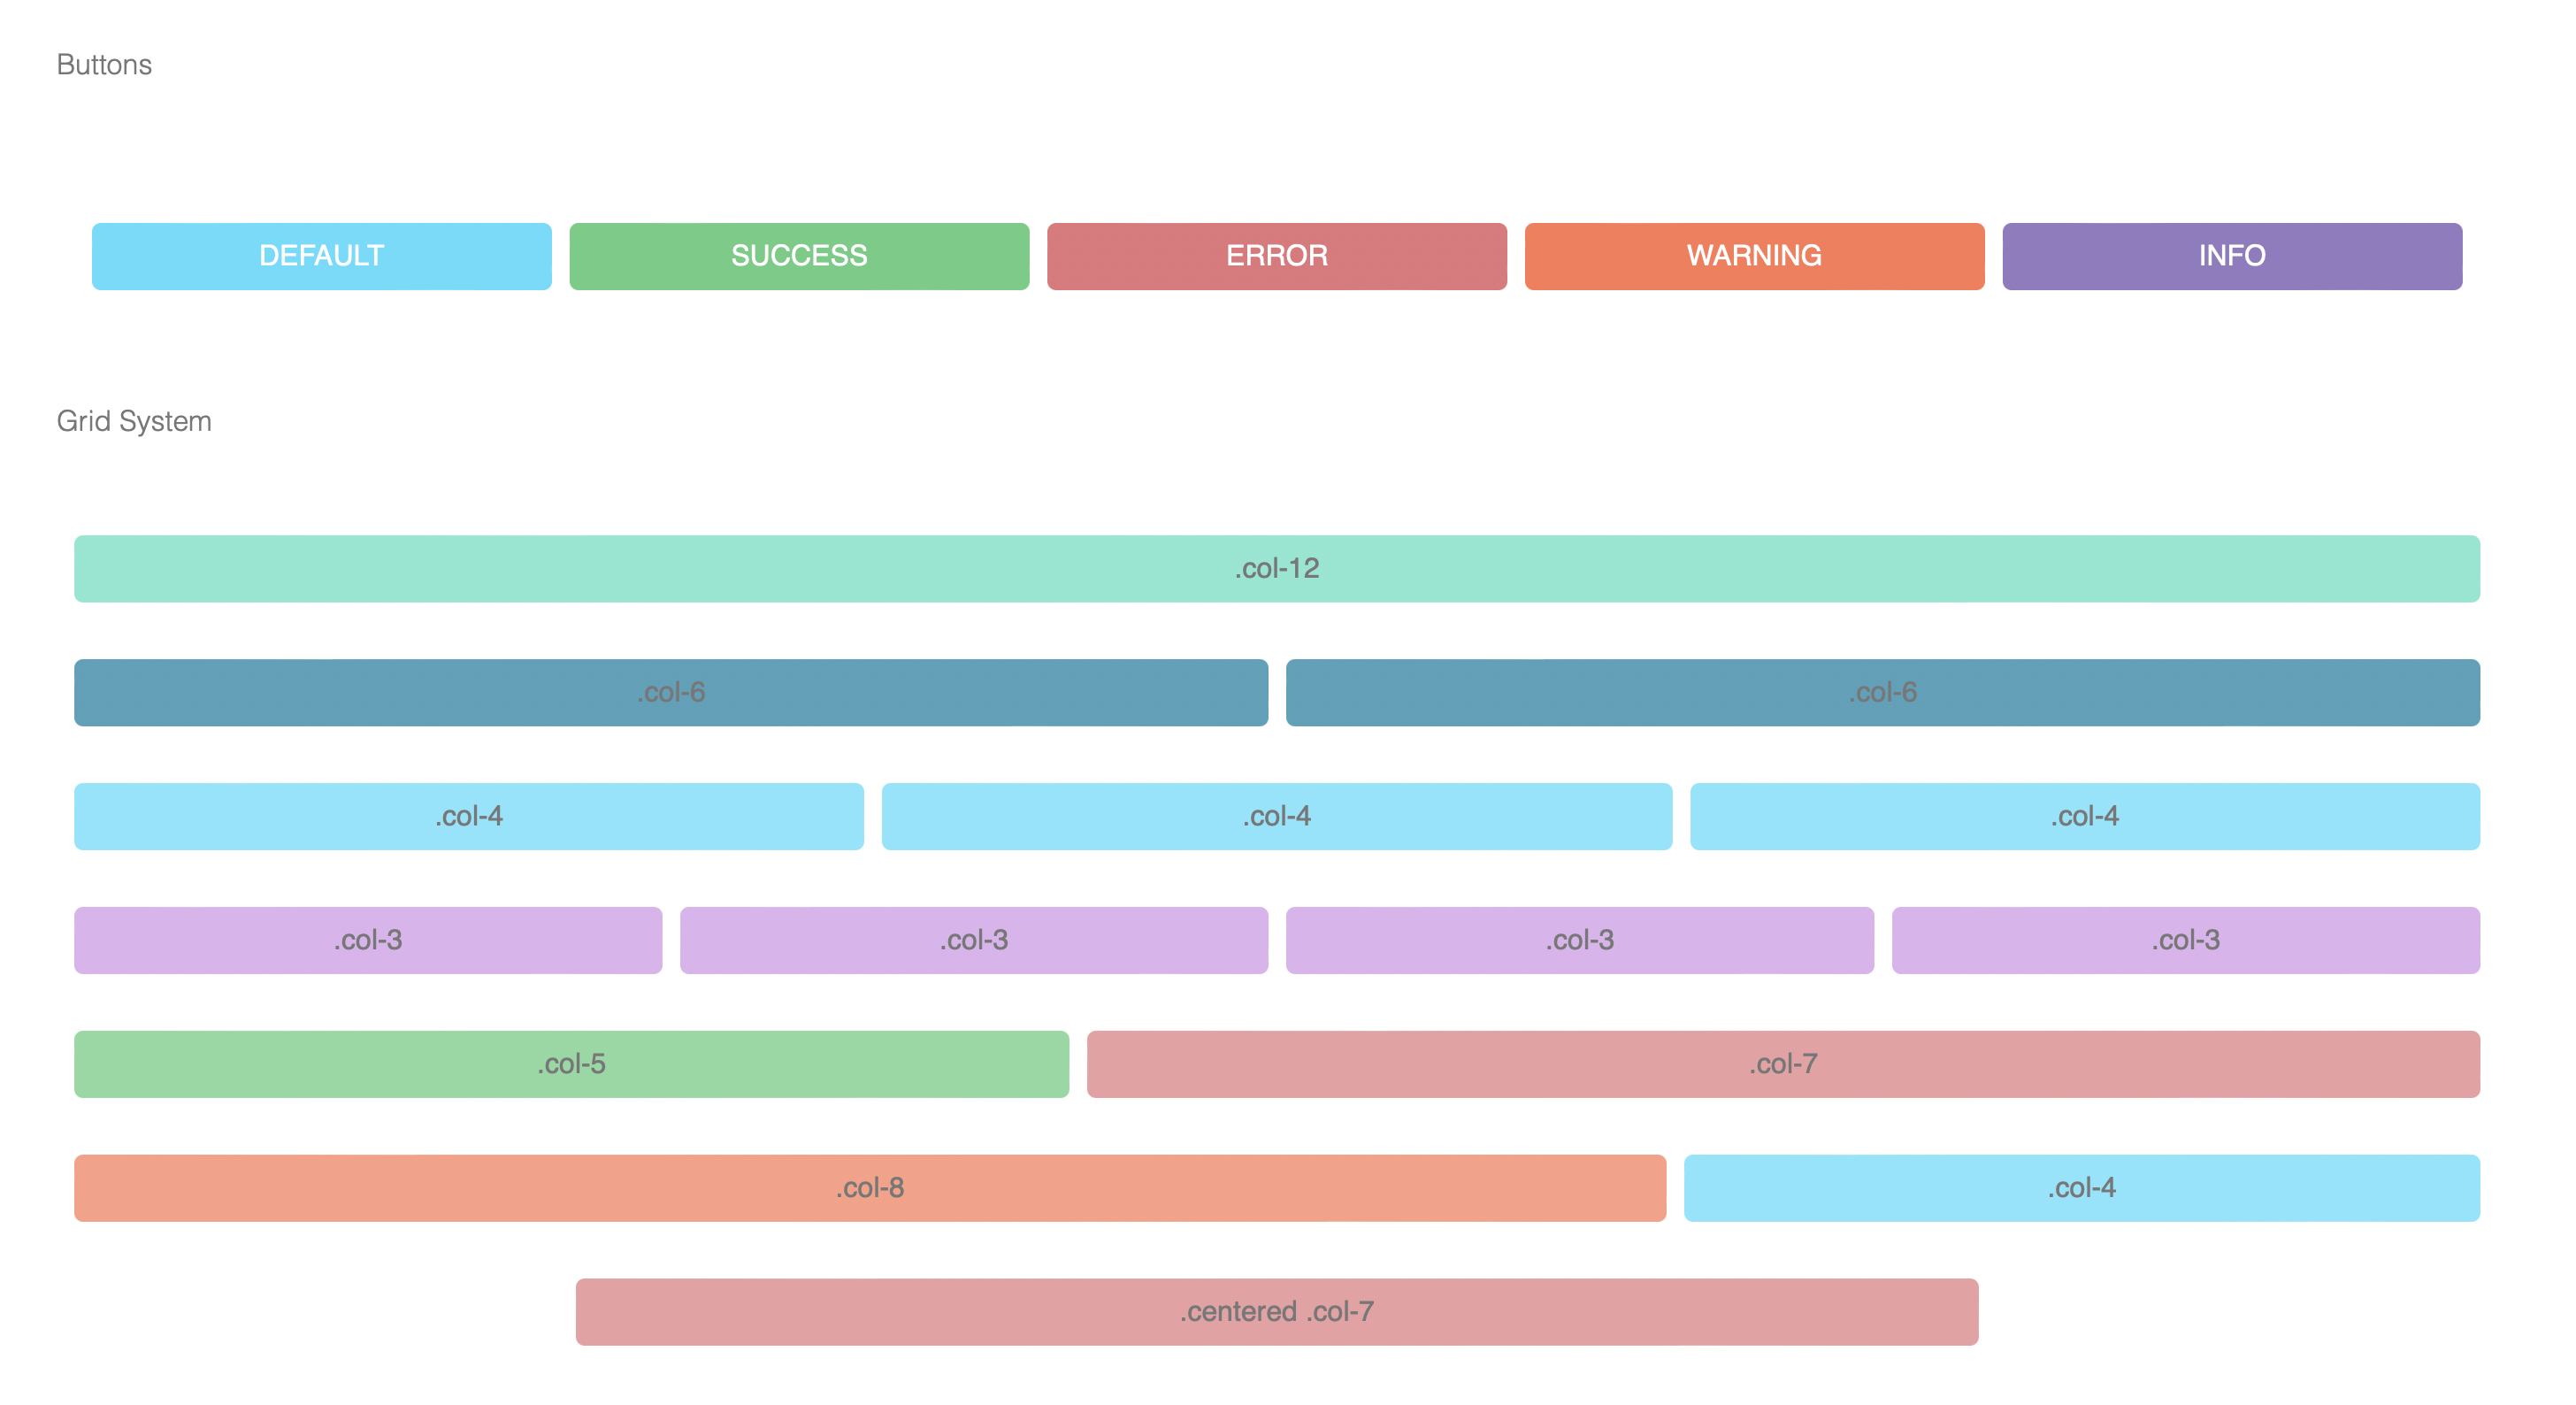 Buttons
DEFAULT SUCCESS ERROR WARNING INFO
Grid System
.col-12
.col-6 .col-6
.col-4 .col-4 .col-4
.col-3 .col-3 .col-3 .col-3
.col-5 .col-7
.col-8 .col-4
.centered .col-7